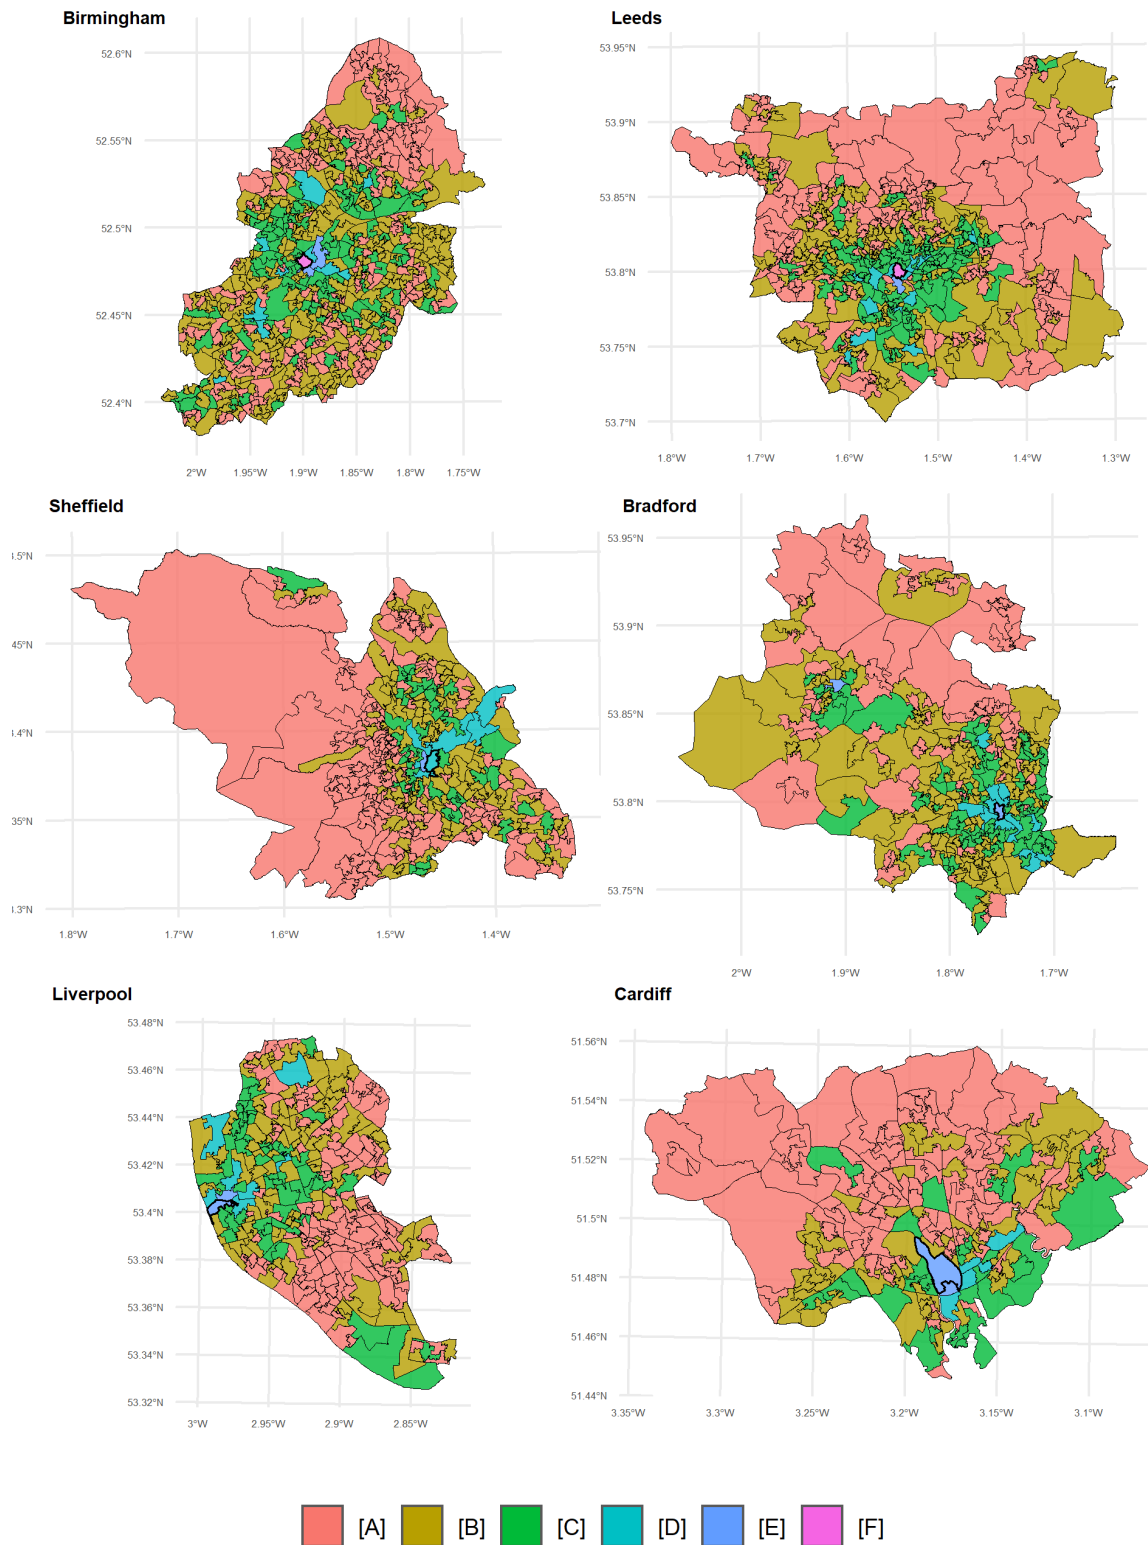 Birmingham
Leeds
52.6°N
52.55°N
52.5°N
52.45°N
52.4°N
2°W 1.95°W 1.9°W 1.85°W 1.8°W 1.75°W
53.95°N
53.9°N
53.85°N
53.8°N
53.75°N
53.7°N
1.8°W 1.7°W 1.6°W 1.5°W 1.4°W 1.3°W
Sheffield
Bradford
.5°N
45°N
.4°N
35°N
.3°N
1.8°W 1.7°W 1.6°W 1.5°W 1.4°W
53.95°N
53.9°N
53.85°N
53.8°N
53.75°N
2°W 1.9°W 1.8°W 1.7°W
Liverpool
Cardiff
53.48°N
53.46°N
53.44°N
53.42°N
53.4°N
53.38°N
53.36°N
53.34°N
53.32°N
3°W 2.95°W 2.9°W 2.85°W
51.56°N
51.54°N
51.52°N
51.5°N
51.48°N
51.46°N
51.44°N
3.35°W 3.3°W 3.25°W 3.2°W 3.15°W 3.1°W
[A] [B] [C] [D] [E] [F]